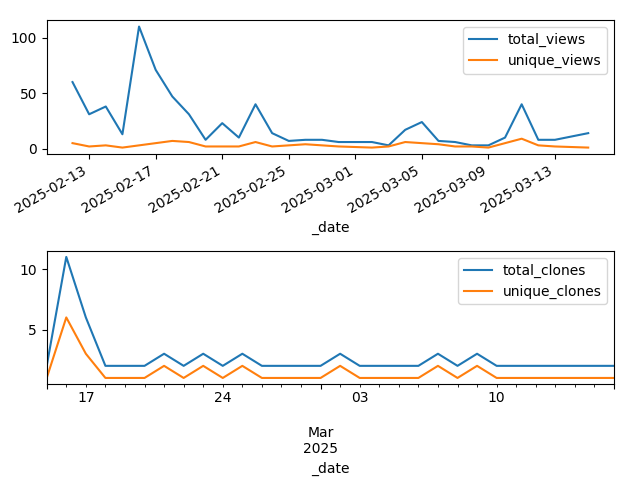 100
50
0
total_views
unique_views
2025-02-13
2025-02-17
2025-02-21
2025-02-25
2025-03-01
2025-03-05
2025-03-09
2025-03-13
_date
10
5
total_clones
unique_clones
17
24
03
10
Mar
2025
_date